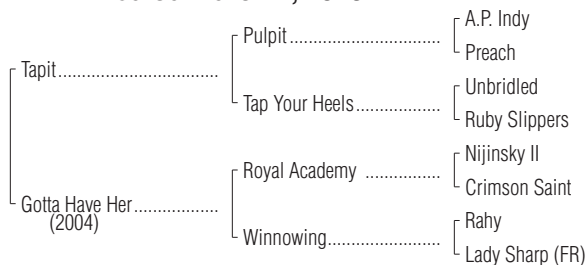 A.P. Indy
Pulpit.......................................
Preach
Tapit.........................................
Unbridled
Tap Your Heels.....................
Ruby Slippers
Nijinsky II
Royal Academy ...................
Crimson Saint
Gotta Have Her.....................
(2004)
Rahy
Winnowing.............................
Lady Sharp (FR)